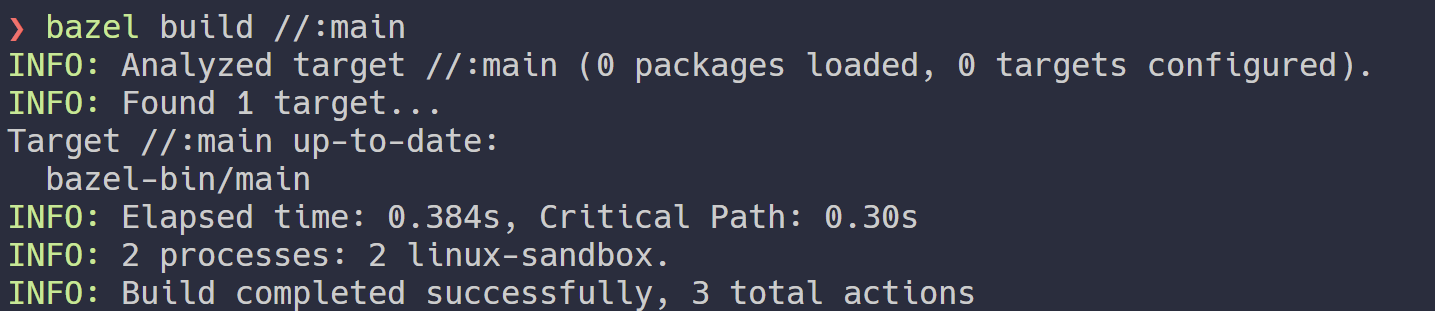 ❯ bazel build //:main
INFO: Analyzed target //:main (0 packages loaded, 0 targets configured).
INFO: Found 1 target...
Target //:main up-to-date:
  bazel-bin/main
INFO: Elapsed time: 0.384s, Critical Path: 0.30s
INFO: 2 processes: 2 linux-sandbox.
INFO: Build completed successfully, 3 total actions